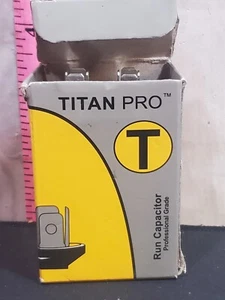 TITAN PRO™
T
Run Capacitor
Professional Grade